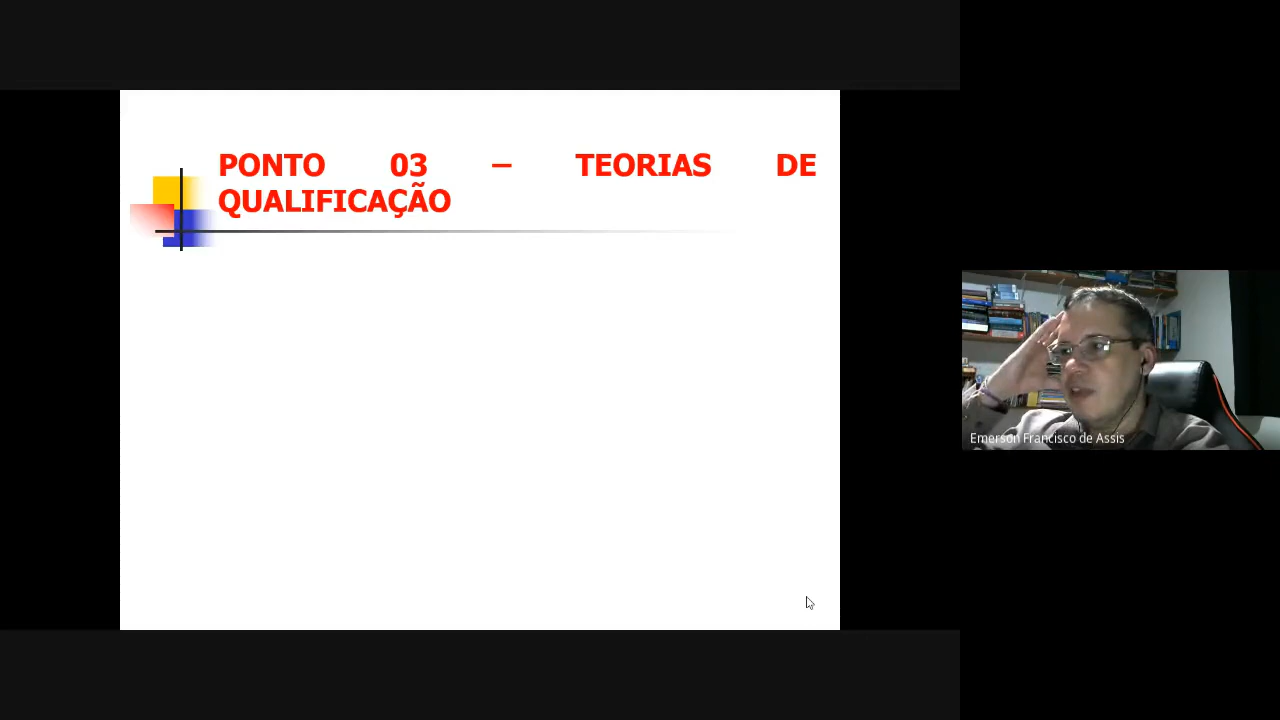 PONTO 03 – TEORIAS DE
QUALIFICAÇÃO
Emerson Francisco de Assis